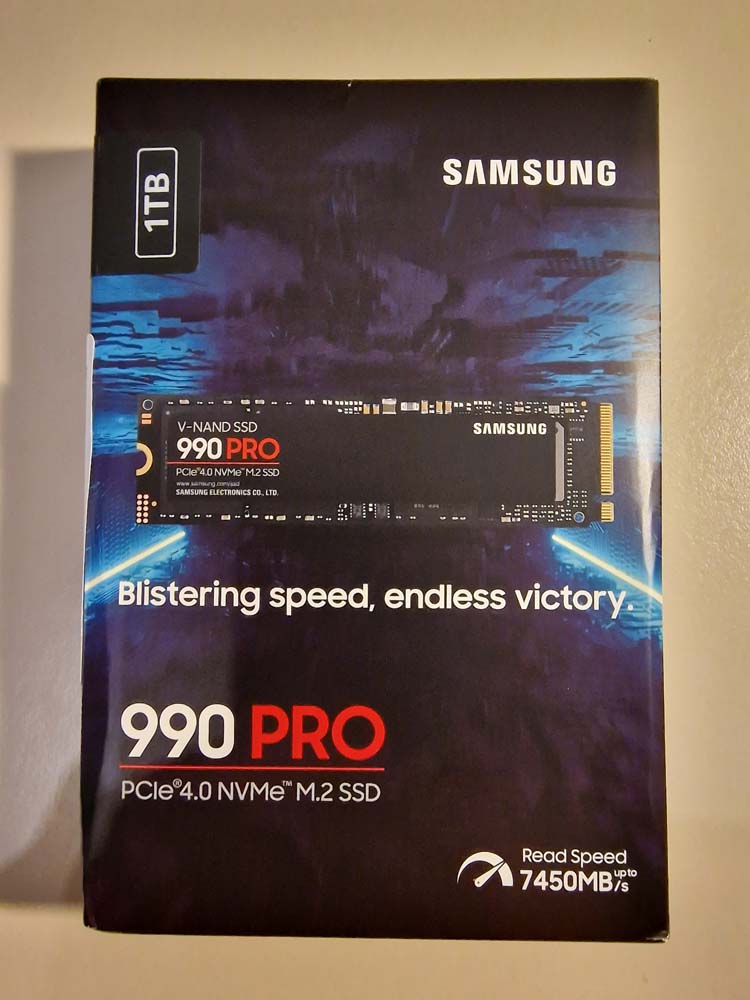 1TB
SAMSUNG
V-NAND SSD
SAMSUNG
990 PRO
PCIe®4.0 NVMe™ M.2 SSD
www.samsung.com/ssd
SAMSUNG ELECTRONICS CO., LTD.
Blistering speed, endless victory.
990 PRO
PCIe®4.0 NVMe™ M.2 SSD
Read Speed
up to
7450MB/s